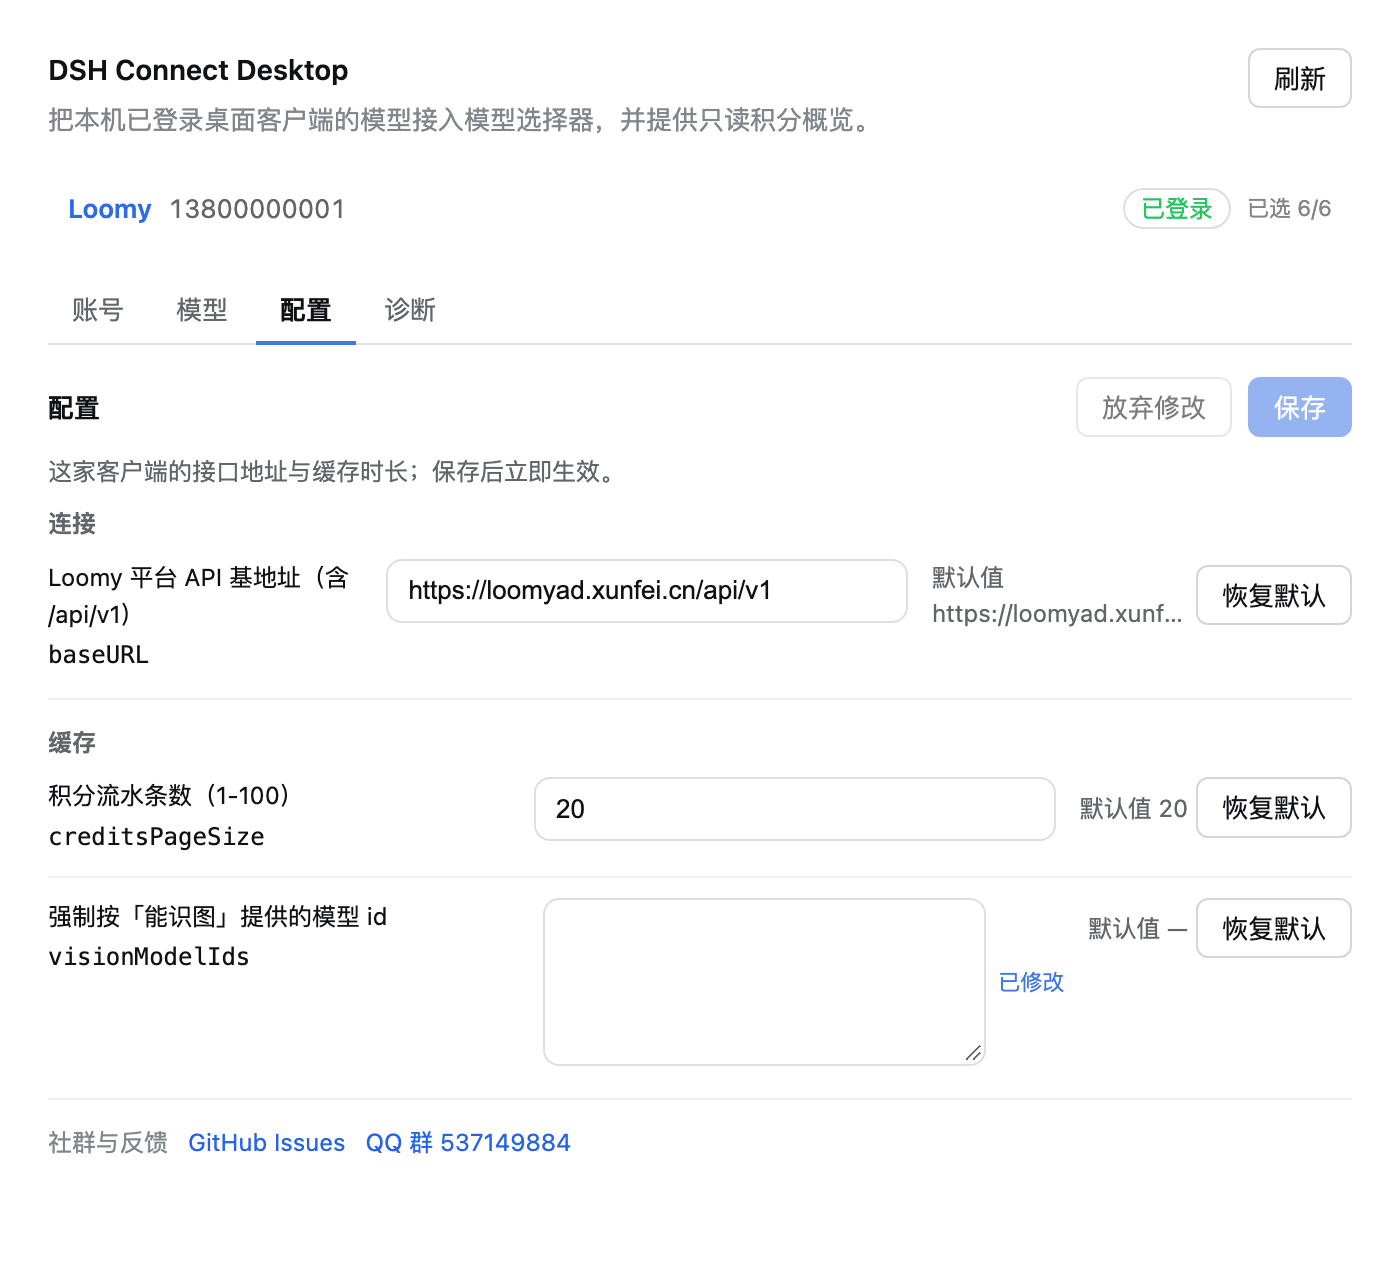 DSH Connect Desktop
刷新
把本机已登录桌面客户端的模型接入模型选择器，并提供只读积分概览。
Loomy 13800000001
已登录 已选 6/6
账号 模型 配置 诊断
配置
放弃修改 保存
这家客户端的接口地址与缓存时长；保存后立即生效。
连接
Loomy 平台 API 基地址（含
/api/v1）
baseURL
https://loomyad.xunfei.cn/api/v1
默认值
https://loomyad.xunf...
恢复默认
缓存
积分流水条数（1-100）
creditsPageSize
20
默认值 20
恢复默认
强制按「能识图」提供的模型 id
visionModelIds
已修改
默认值 —
恢复默认
社群与反馈 GitHub Issues QQ 群 537149884